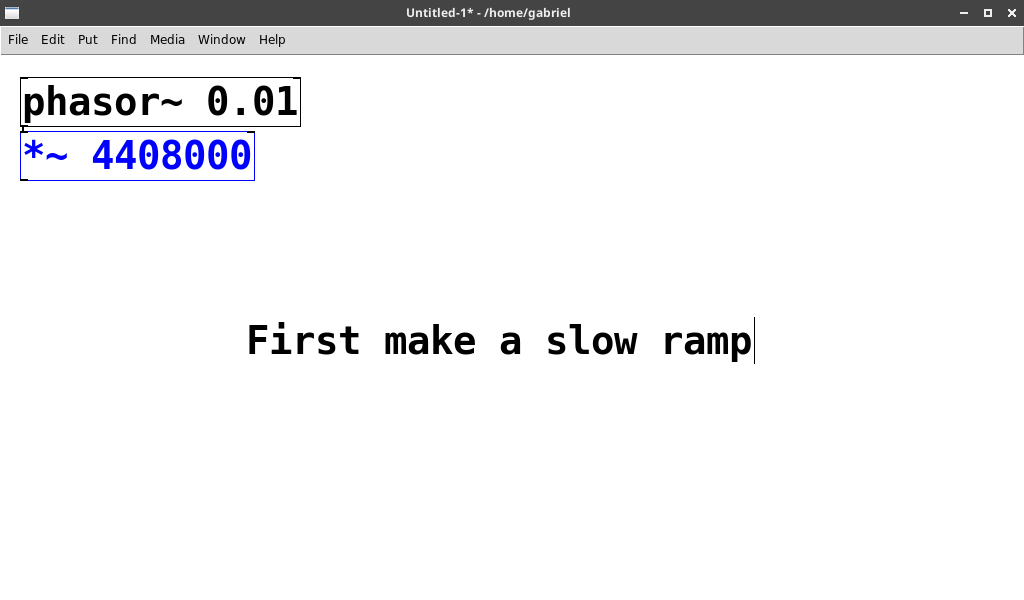 Untitled-1* - /home/gabriel
File Edit Put Find Media Window Help
phasor~ 0.01
*~ 4408000
First make a slow ramp